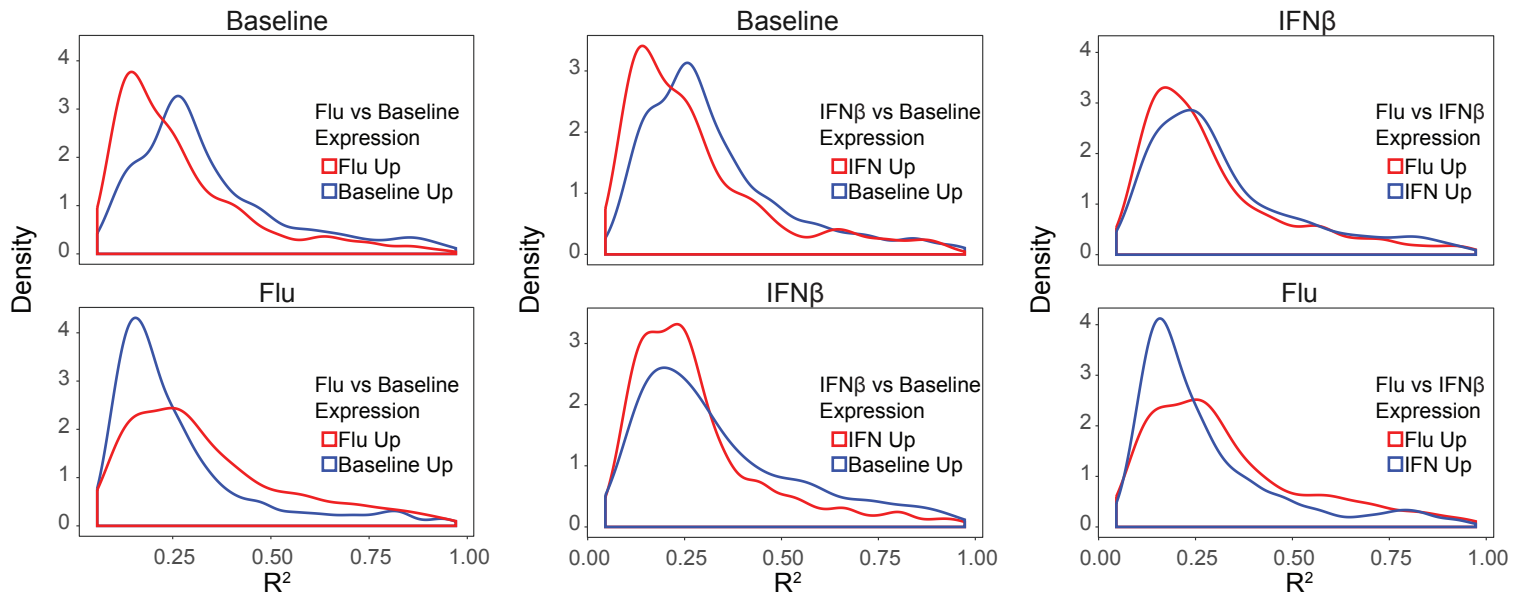 Baseline
Density
4
3
2
1
0
Flu vs Baseline
Expression
Flu Up
Baseline Up
Flu
4
3
2
1
0
Flu vs Baseline
Expression
Flu Up
Baseline Up
0.25 0.50 0.75 1.00
R²
Baseline
Density
3
2
1
0
IFNβ vs Baseline
Expression
IFN Up
Baseline Up
IFNβ
3
2
1
0
IFNβ vs Baseline
Expression
IFN Up
Baseline Up
0.00 0.25 0.50 0.75 1.00
R²
IFNβ
Density
4
3
2
1
0
Flu vs IFNβ
Expression
Flu Up
IFN Up
Flu
4
3
2
1
0
Flu vs IFNβ
Expression
Flu Up
IFN Up
0.00 0.25 0.50 0.75 1.00
R²